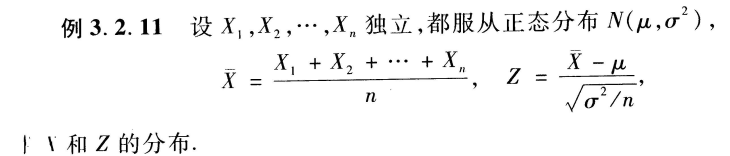 例 3.2.11 设 X₁,X₂,⋯,Xₙ 独立,都服从正态分布 N(μ,σ²),
X̄ = (X₁ + X₂ + ⋯ + Xₙ)/n, Z = (X̄ − μ)/√(σ²/n),
和 Z 的分布.